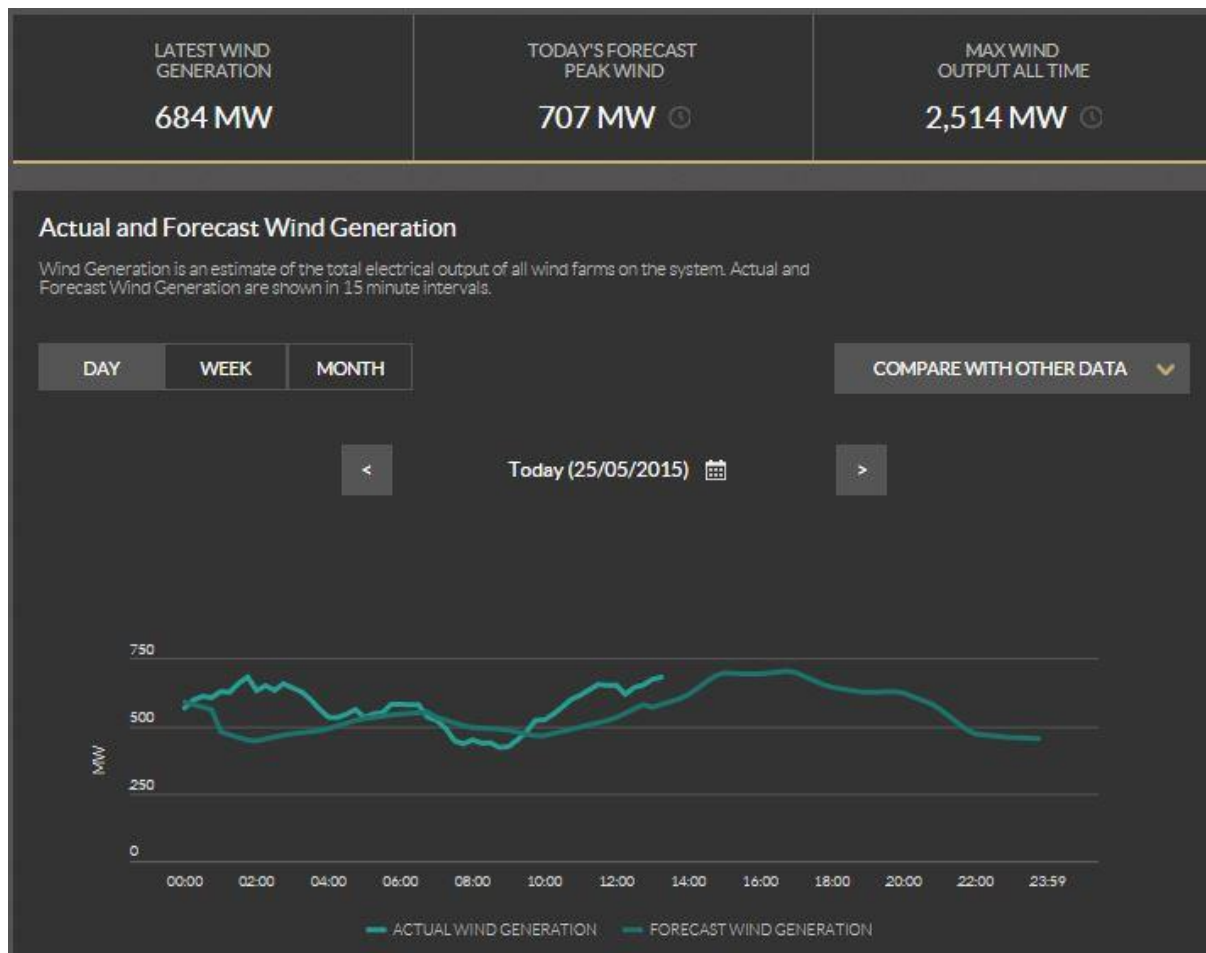 LATEST WIND
GENERATION
684 MW
TODAY'S FORECAST
PEAK WIND
707 MW
MAX WIND
OUTPUT ALL TIME
2,514 MW
Actual and Forecast Wind Generation
Wind Generation is an estimate of the total electrical output of all wind farms on the system. Actual and
Forecast Wind Generation are shown in 15 minute intervals.
DAY WEEK MONTH
COMPARE WITH OTHER DATA
< Today (25/05/2015) >
750
500
250
0
MW
00:00 02:00 04:00 06:00 08:00 10:00 12:00 14:00 16:00 18:00 20:00 22:00 23:59
ACTUAL WIND GENERATION FORECAST WIND GENERATION